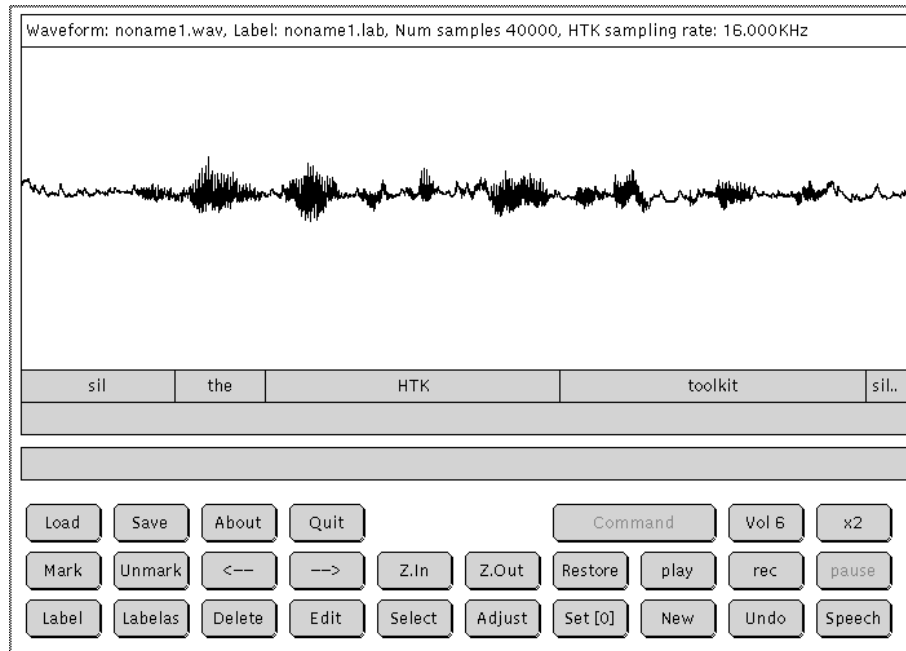 Waveform: noname1.wav, Label: noname1.lab, Num samples 40000, HTK sampling rate: 16.000KHz
sil the HTK toolkit sil..
Load Save About Quit Command Vol 6 x2
Mark Unmark <-- --> Z.In Z.Out Restore play rec pause
Label Labelas Delete Edit Select Adjust Set [0] New Undo Speech